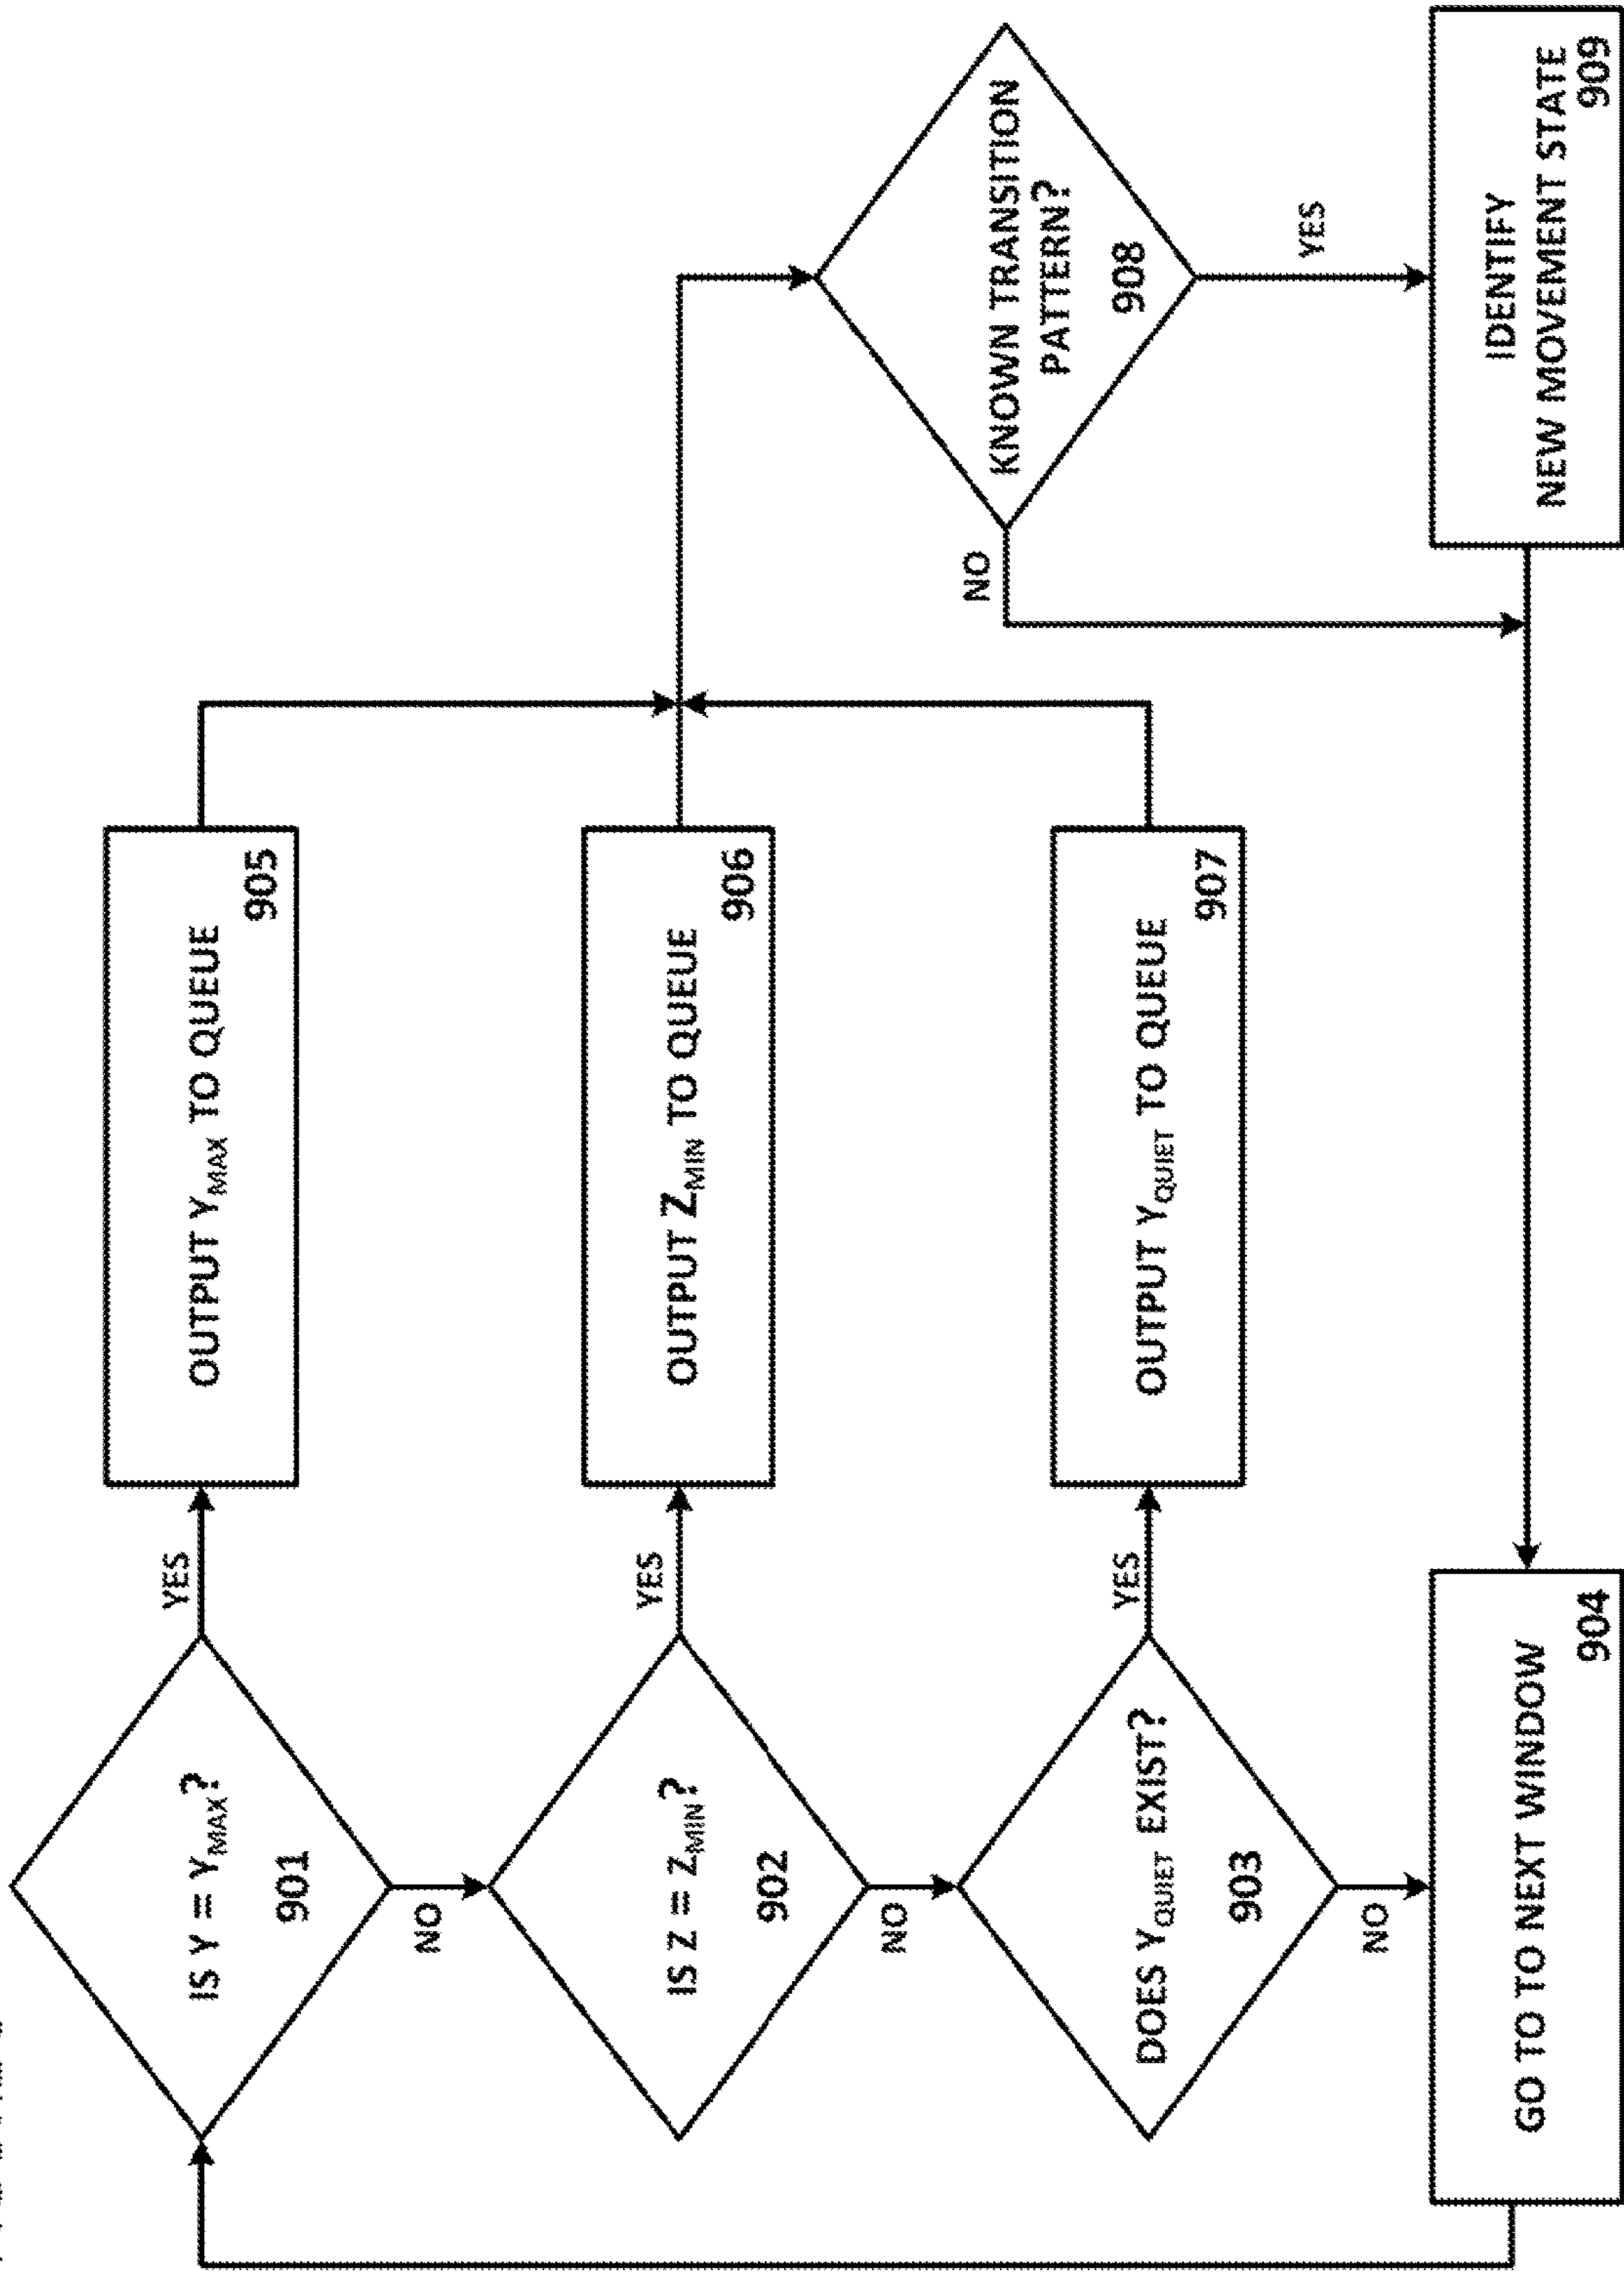 IS Y = YMAX?
901
YES
OUTPUT YMAX TO QUEUE
905
NO
IS Z = ZMIN?
902
YES
OUTPUT ZMIN TO QUEUE
906
NO
DOES YQUIET EXIST?
903
YES
OUTPUT YQUIET TO QUEUE
907
NO
GO TO TO NEXT WINDOW
904
KNOWN TRANSITION
PATTERN?
908
NO
YES
IDENTIFY
NEW MOVEMENT STATE
909